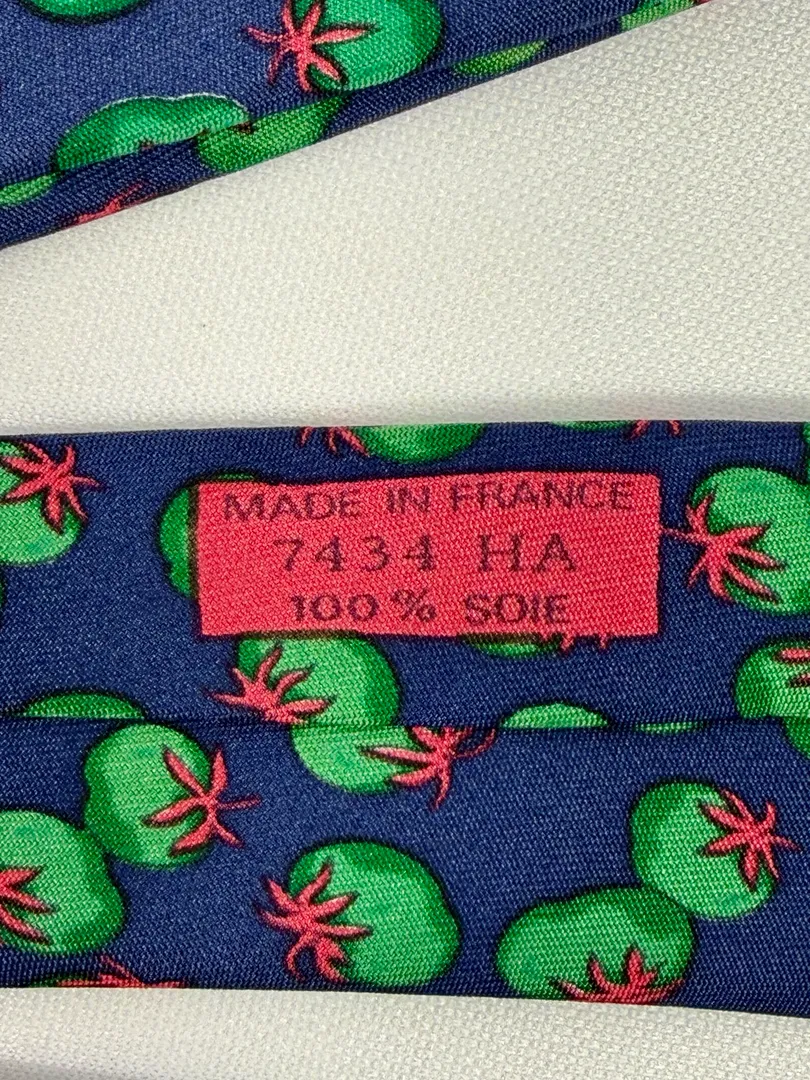 MADE IN FRANCE
7434 HA
100% SOIE